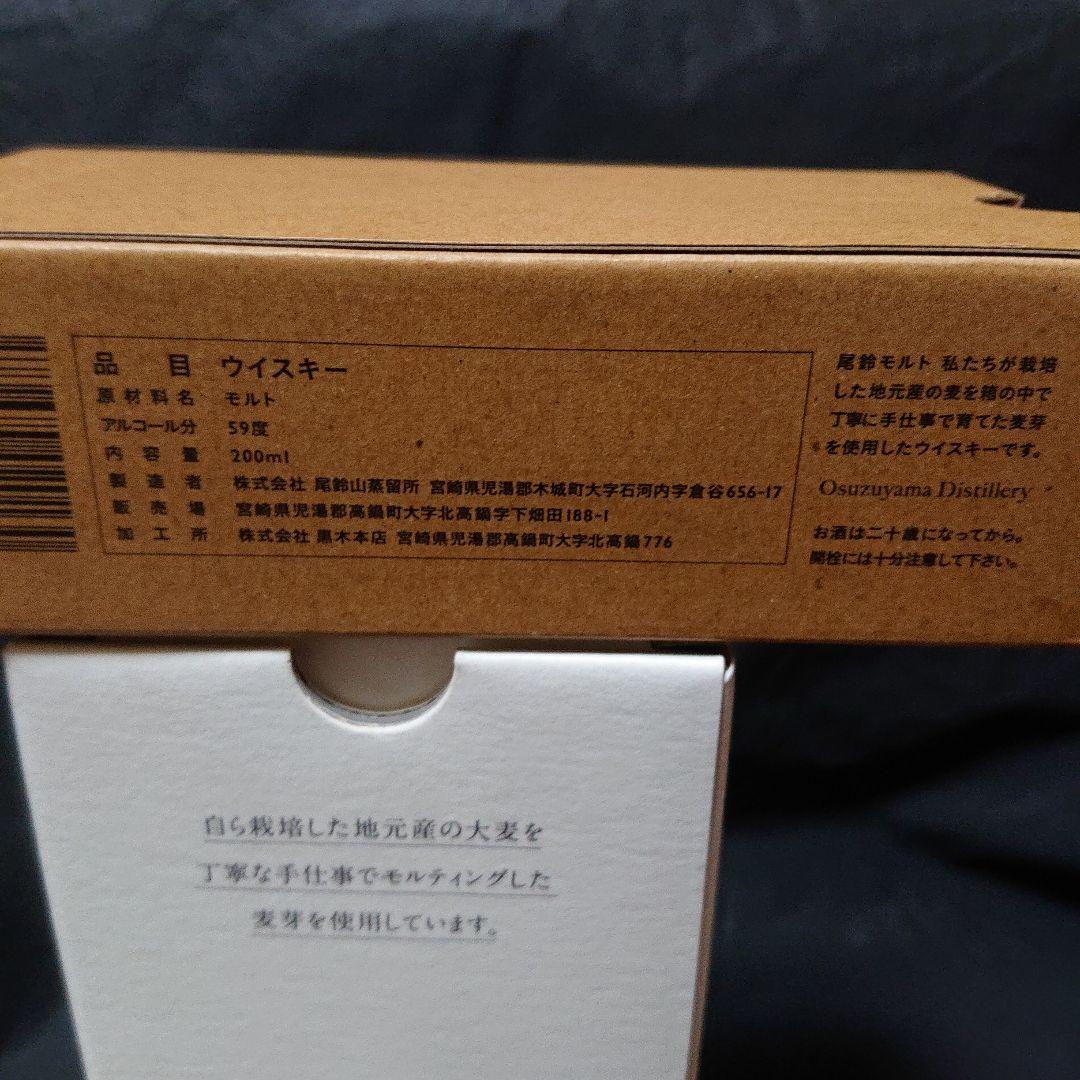 品目 ウイスキー
原材料名 モルト
アルコール分 59度
内容量 200ml
製造者 株式会社 尾鈴山蒸留所 宮崎県児湯郡木城町大字石河内字倉谷656-17
販売場 宮崎県児湯郡高鍋町大字北高鍋字下畑田188-1
加工所 株式会社 黒木本店 宮崎県児湯郡高鍋町大字北高鍋776
尾鈴モルト 私たちが栽培
した地元産の麦を箱の中で
丁寧に手仕事で育てた麦芽
を使用したウイスキーです。
Osuzuyama Distillery
お酒は二十歳になってから。
開栓には十分注意して下さい。
自ら栽培した地元産の大麦を
丁寧な手仕事でモルティングした
麦芽を使用しています。